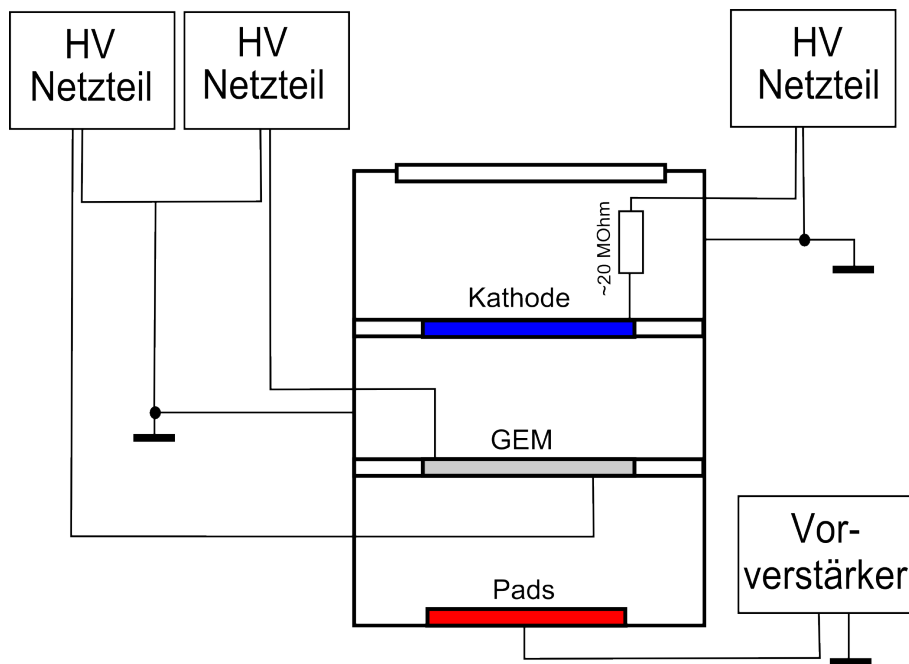 HV
Netzteil
HV
Netzteil
HV
Netzteil
~20 MOhm
Kathode
GEM
Pads
Vor-
verstärker